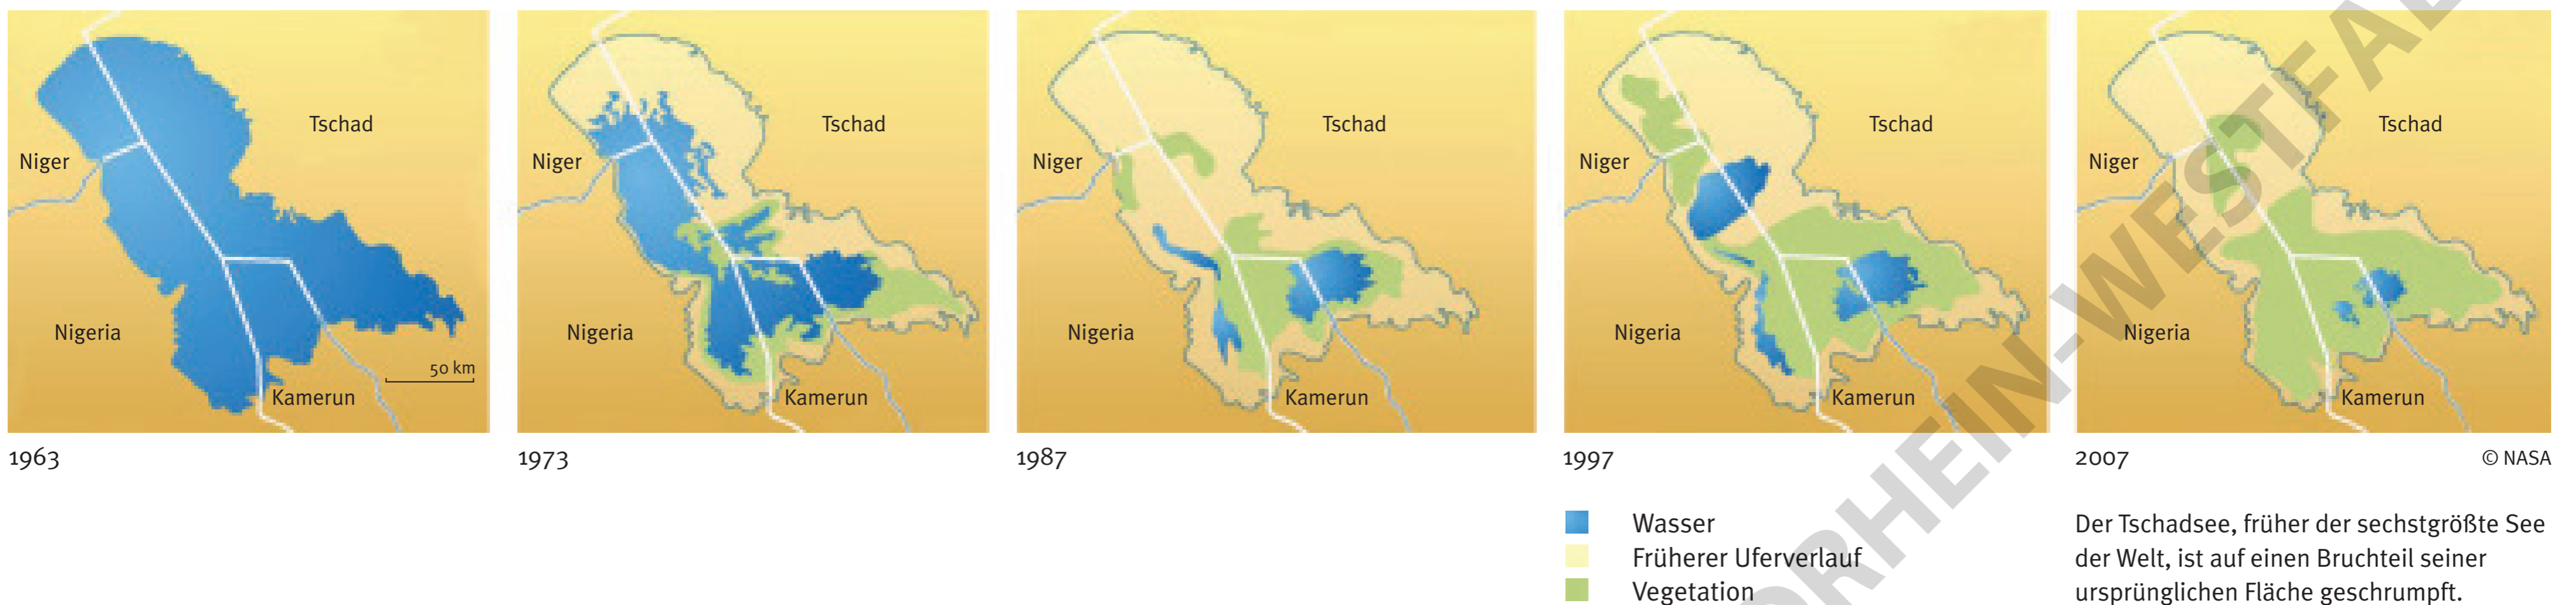 Tschad
Niger
Nigeria
50 km
Kamerun
1963
Tschad
Niger
Nigeria
Kamerun
1973
Tschad
Niger
Nigeria
Kamerun
1987
Tschad
Niger
Nigeria
Kamerun
1997
Tschad
Niger
Nigeria
Kamerun
2007
© NASA
Wasser
Früherer Uferverlauf
Vegetation
Der Tschadsee, früher der sechstgrößte See
der Welt, ist auf einen Bruchteil seiner
ursprünglichen Fläche geschrumpft.
ORHEIN-WESTFAL